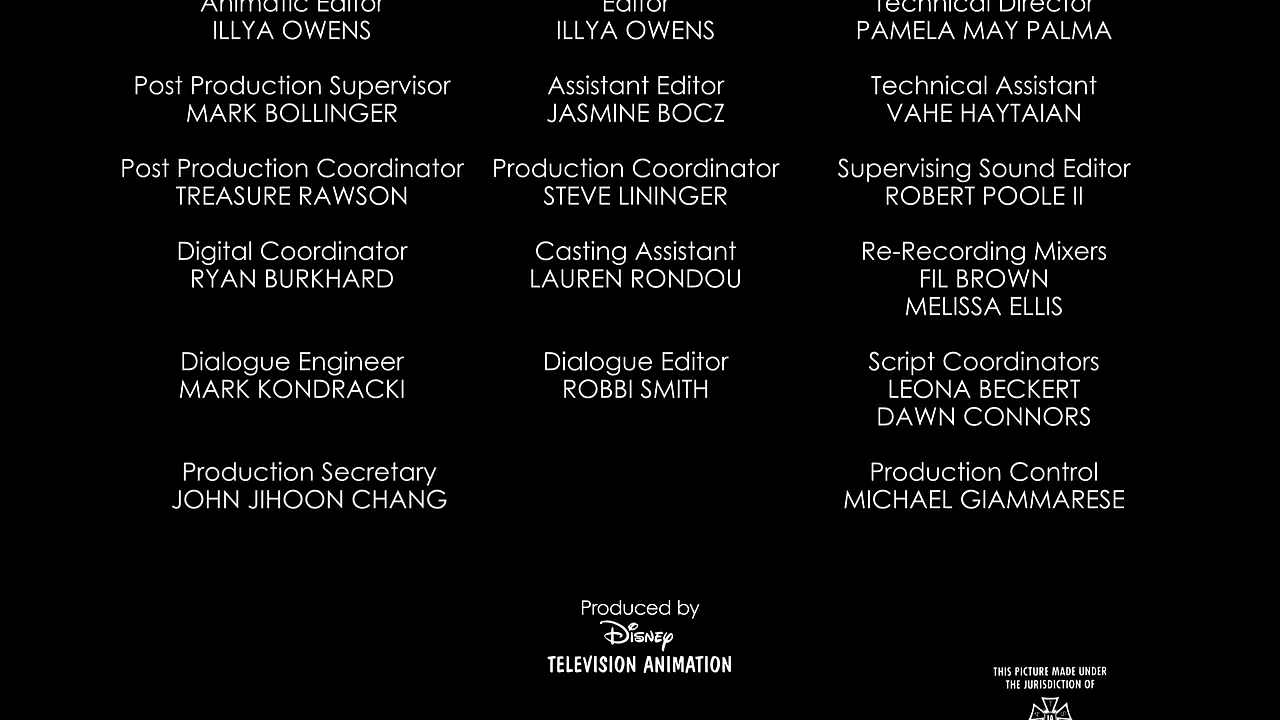 Animatic Editor
ILLYA OWENS
Editor
ILLYA OWENS
Technical Director
PAMELA MAY PALMA
Post Production Supervisor
MARK BOLLINGER
Assistant Editor
JASMINE BOCZ
Technical Assistant
VAHE HAYTAIAN
Post Production Coordinator
TREASURE RAWSON
Production Coordinator
STEVE LININGER
Supervising Sound Editor
ROBERT POOLE II
Digital Coordinator
RYAN BURKHARD
Casting Assistant
LAUREN RONDOU
Re-Recording Mixers
FIL BROWN
MELISSA ELLIS
Dialogue Engineer
MARK KONDRACKI
Dialogue Editor
ROBBI SMITH
Script Coordinators
LEONA BECKERT
DAWN CONNORS
Production Secretary
JOHN JIHOON CHANG
Production Control
MICHAEL GIAMMARESE
Produced by
Disney
TELEVISION ANIMATION
THIS PICTURE MADE UNDER
THE JURISDICTION OF